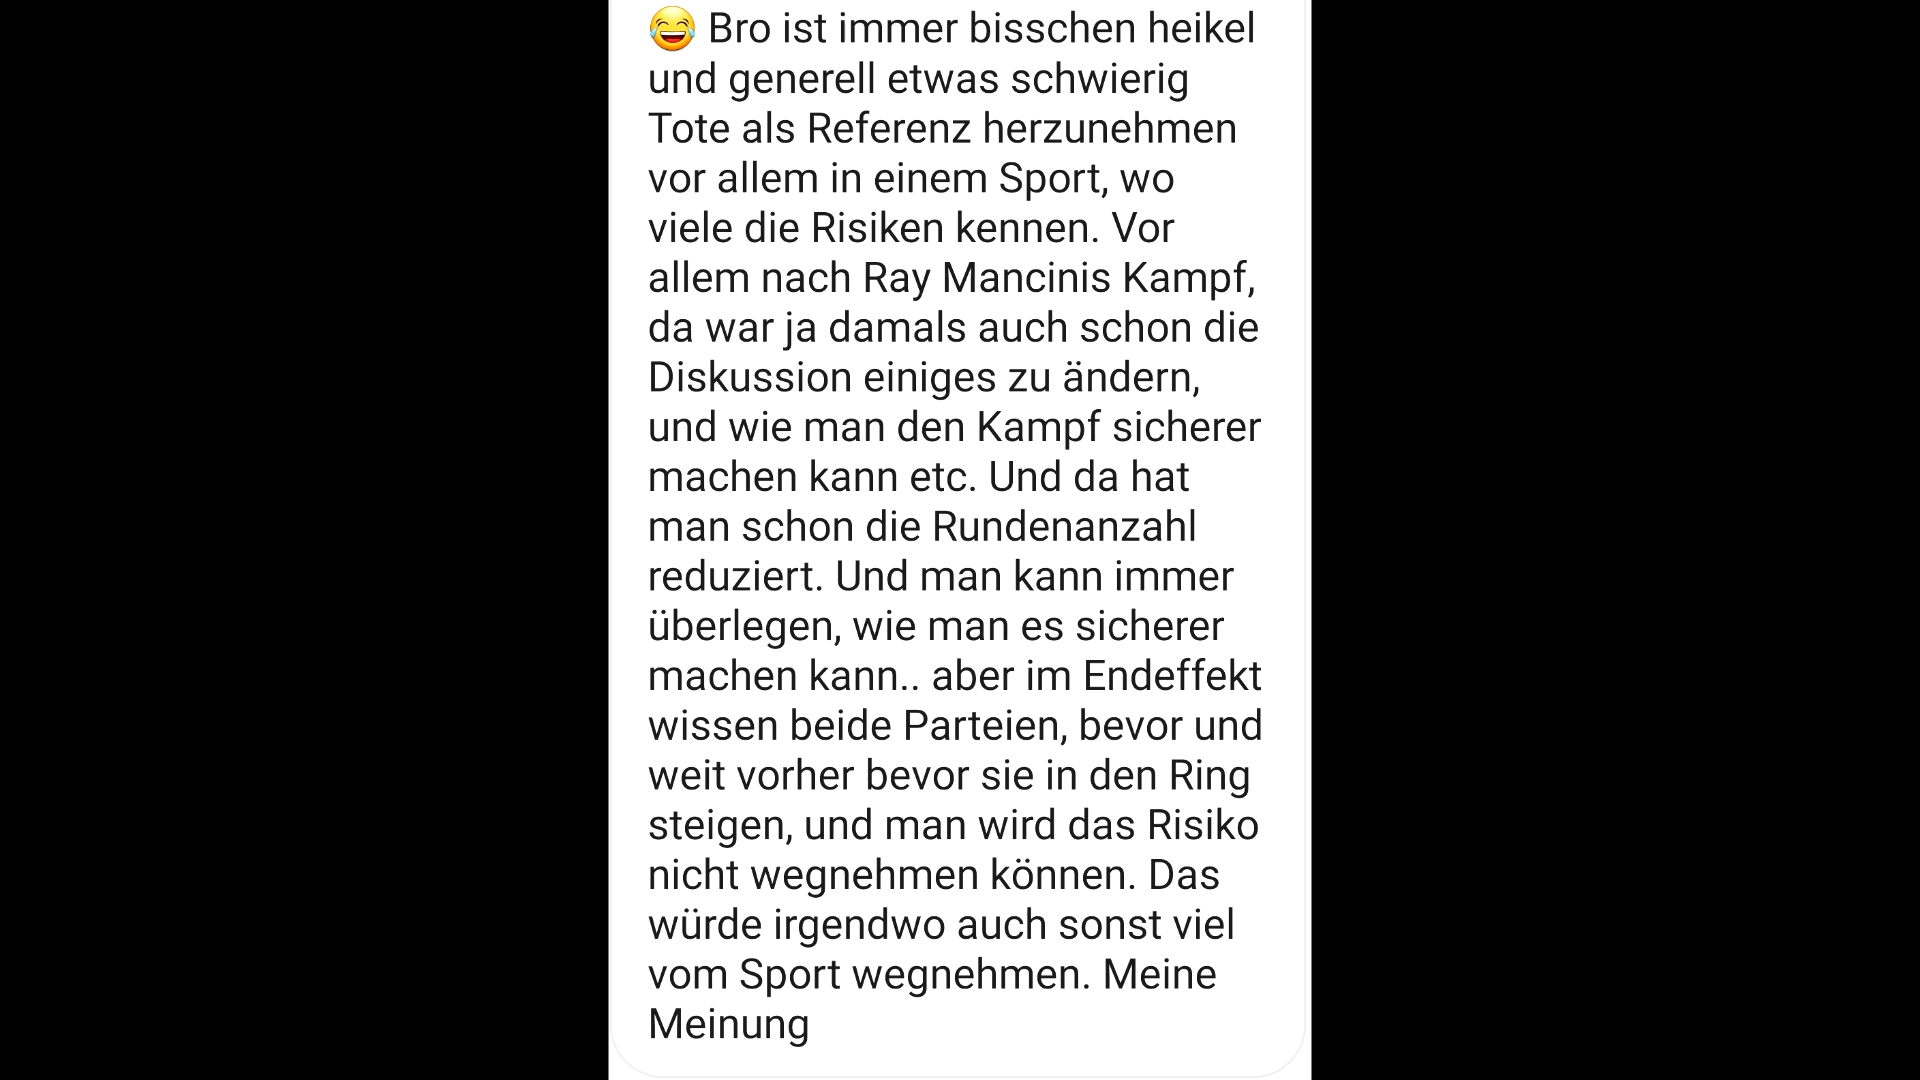 😂 Bro ist immer bisschen heikel
und generell etwas schwierig
Tote als Referenz herzunehmen
vor allem in einem Sport, wo
viele die Risiken kennen. Vor
allem nach Ray Mancinis Kampf,
da war ja damals auch schon die
Diskussion einiges zu ändern,
und wie man den Kampf sicherer
machen kann etc. Und da hat
man schon die Rundenanzahl
reduziert. Und man kann immer
überlegen, wie man es sicherer
machen kann.. aber im Endeffekt
wissen beide Parteien, bevor und
weit vorher bevor sie in den Ring
steigen, und man wird das Risiko
nicht wegnehmen können. Das
würde irgendwo auch sonst viel
vom Sport wegnehmen. Meine
Meinung